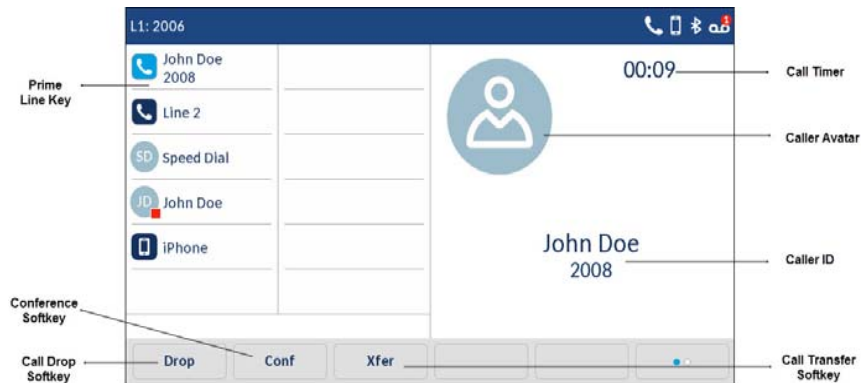 L1: 2006
1
John Doe
2008
Line 2
SD Speed Dial
JD John Doe
iPhone
00:09
John Doe
2008
Drop Conf Xfer
Prime
Line Key
Conference
Softkey
Call Drop
Softkey
Call Timer
Caller Avatar
Caller ID
Call Transfer
Softkey